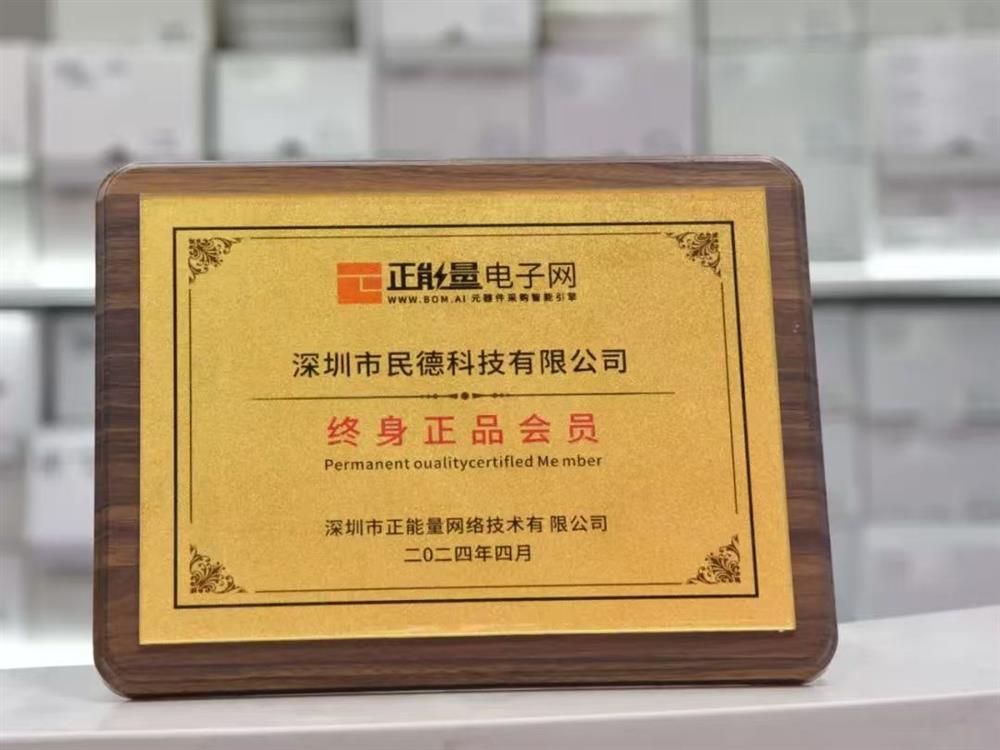 正能量电子网
WWW.BOM.AI 元器件采购智能引擎
深圳市民德科技有限公司
终身正品会员
Permanent oualitycertifled Me mber
深圳市正能量网络技术有 限公司
二0二四年四月